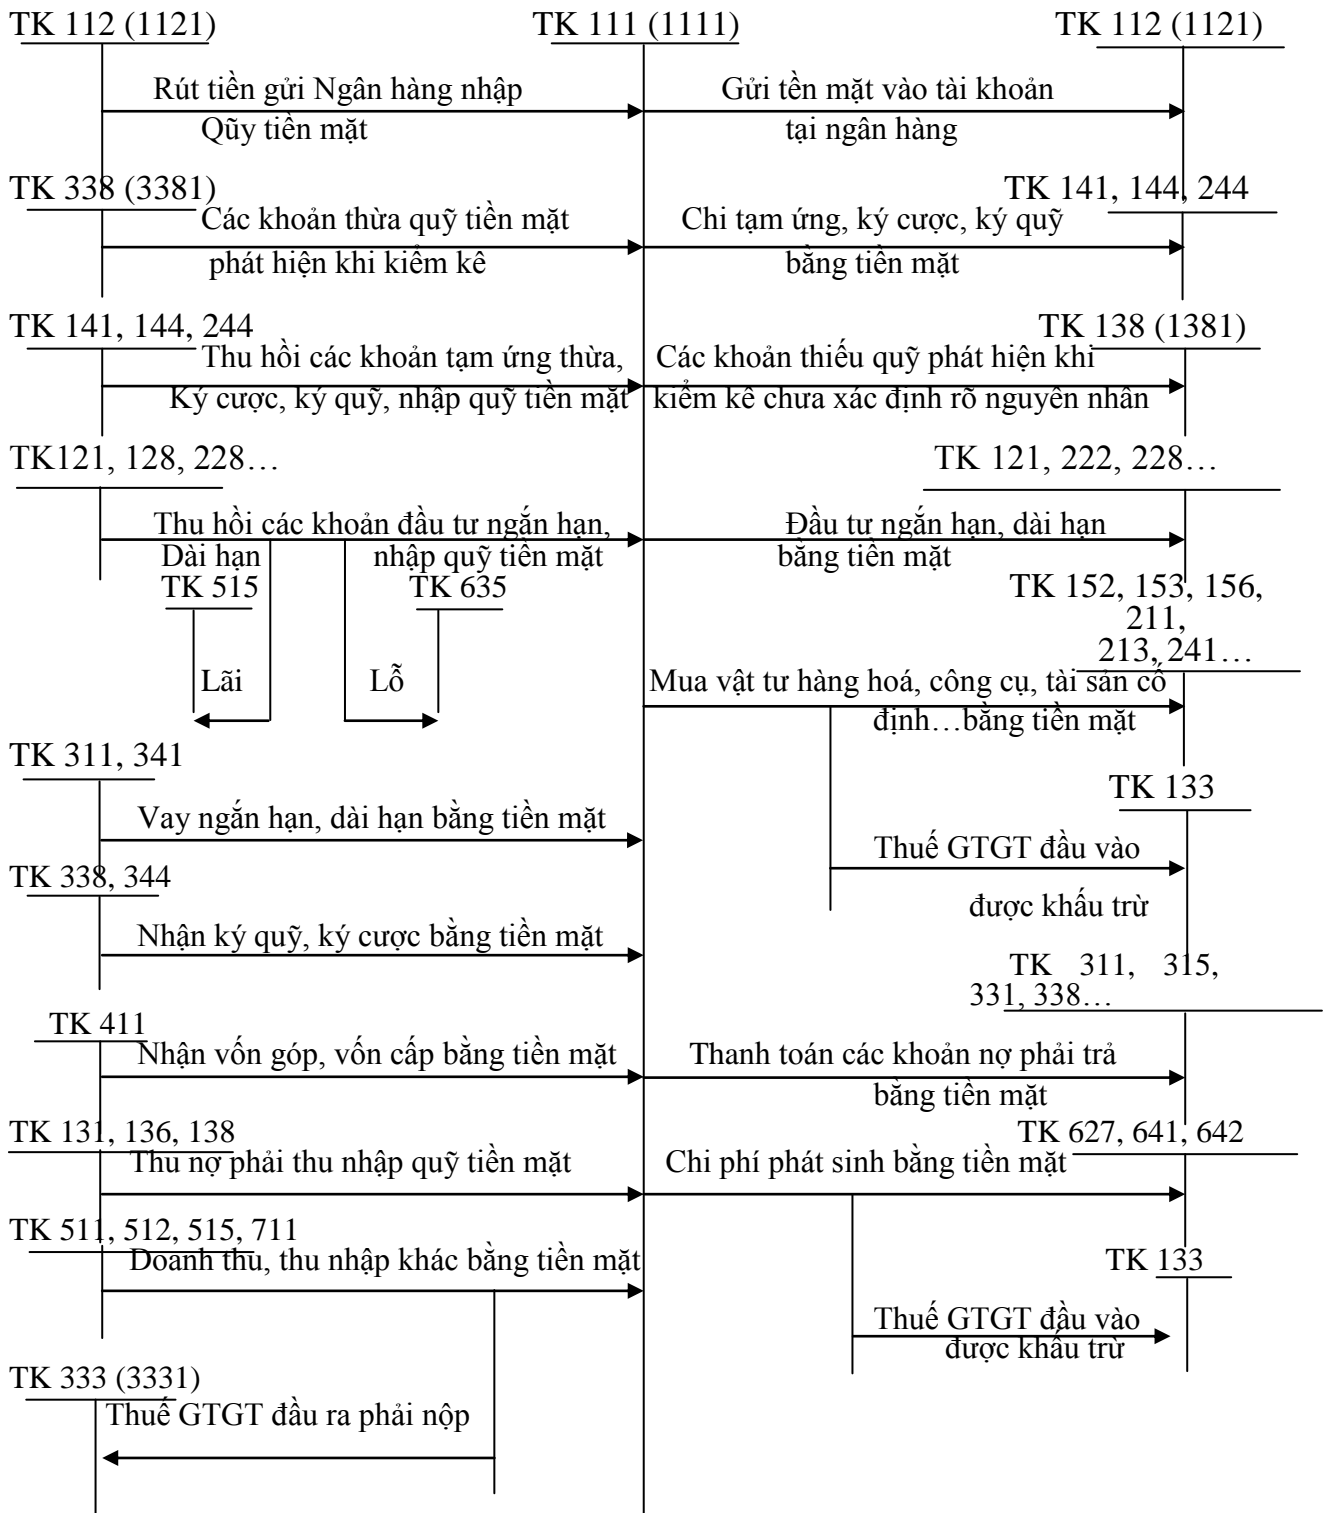 TK 112 (1121)
TK 111 (1111)
TK 112 (1121)
Rút tiền gửi Ngân hàng nhập
Qũy tiền mặt
Gửi tền mặt vào tài khoản
tại ngân hàng
TK 338 (3381)
TK 141, 144, 244
Các khoản thừa quỹ tiền mặt
phát hiện khi kiểm kê
Chi tạm ứng, ký cược, ký quỹ
bằng tiền mặt
TK 141, 144, 244
TK 138 (1381)
Thu hồi các khoản tạm ứng thừa,
Ký cược, ký quỹ, nhập quỹ tiền mặt
Các khoản thiếu quỹ phát hiện khi
kiểm kê chưa xác định rõ nguyên nhân
TK121, 128, 228…
TK 121, 222, 228…
Thu hồi các khoản đầu tư ngắn hạn,
Dài hạn
nhập quỹ tiền mặt
Đầu tư ngắn hạn, dài hạn
bằng tiền mặt
TK 515
TK 635
TK 152, 153, 156,
211,
213, 241…
Lãi
Lỗ
Mua vật tư hàng hoá, công cụ, tài sản cố
định…bằng tiền mặt
TK 311, 341
TK 133
Vay ngắn hạn, dài hạn bằng tiền mặt
Thuế GTGT đầu vào
được khấu trừ
TK 338, 344
Nhận ký quỹ, ký cược bằng tiền mặt
TK 311, 315,
331, 338…
TK 411
Nhận vốn góp, vốn cấp bằng tiền mặt
Thanh toán các khoản nợ phải trả
bằng tiền mặt
TK 131, 136, 138
TK 627, 641, 642
Thu nợ phải thu nhập quỹ tiền mặt
Chi phí phát sinh bằng tiền mặt
TK 511, 512, 515, 711
Doanh thu, thu nhập khác bằng tiền mặt
TK 133
Thuế GTGT đầu vào
được khấu trừ
TK 333 (3331)
Thuế GTGT đầu ra phải nộp